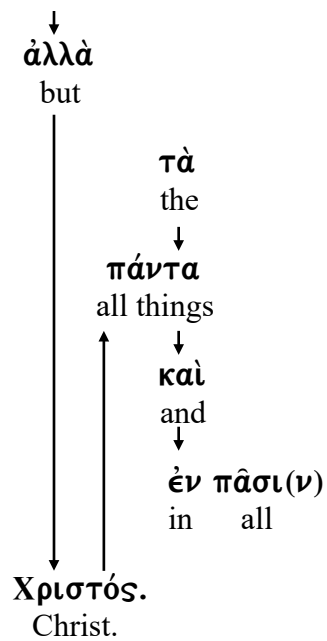 ἀλλὰ
but
τὰ
the
πάντα
all things
καὶ
and
ἐν πᾶσι(ν)
in all
Χριστός.
Christ.